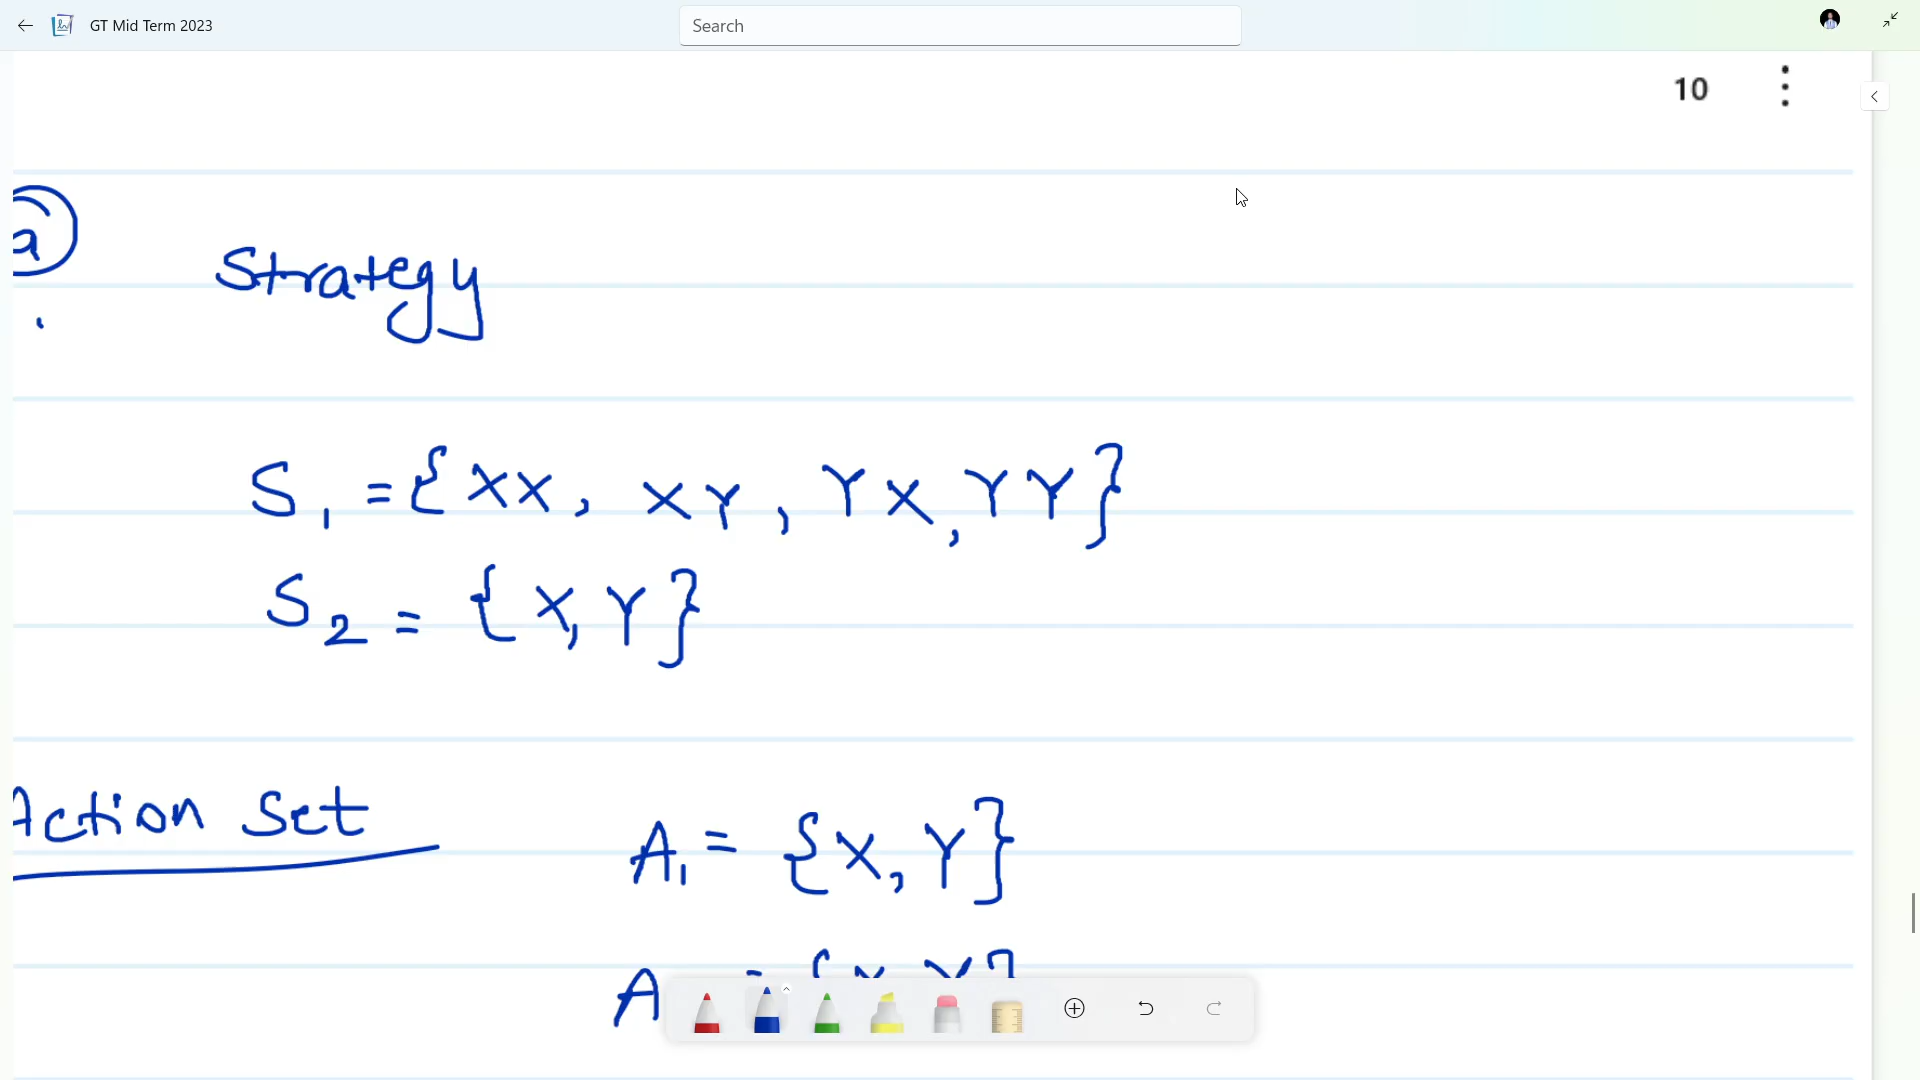 GT Mid Term 2023
Search
10
a
Strategy
S₁ = {XX, XY, YX, YY}
S₂ = {X, Y}
Action Set
A₁ = {X, Y}
A = {X Y}